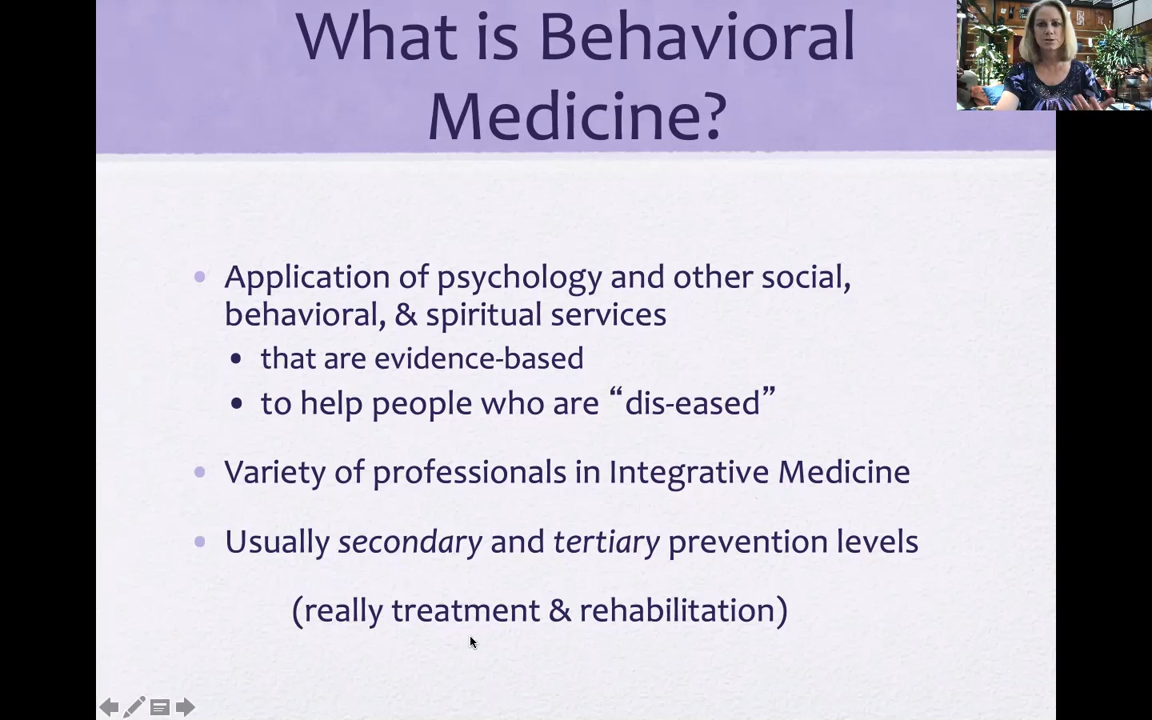 What is Behavioral
Medicine?
• Application of psychology and other social,
behavioral, & spiritual services
• that are evidence-based
• to help people who are “dis-eased”
• Variety of professionals in Integrative Medicine
• Usually secondary and tertiary prevention levels
(really treatment & rehabilitation)